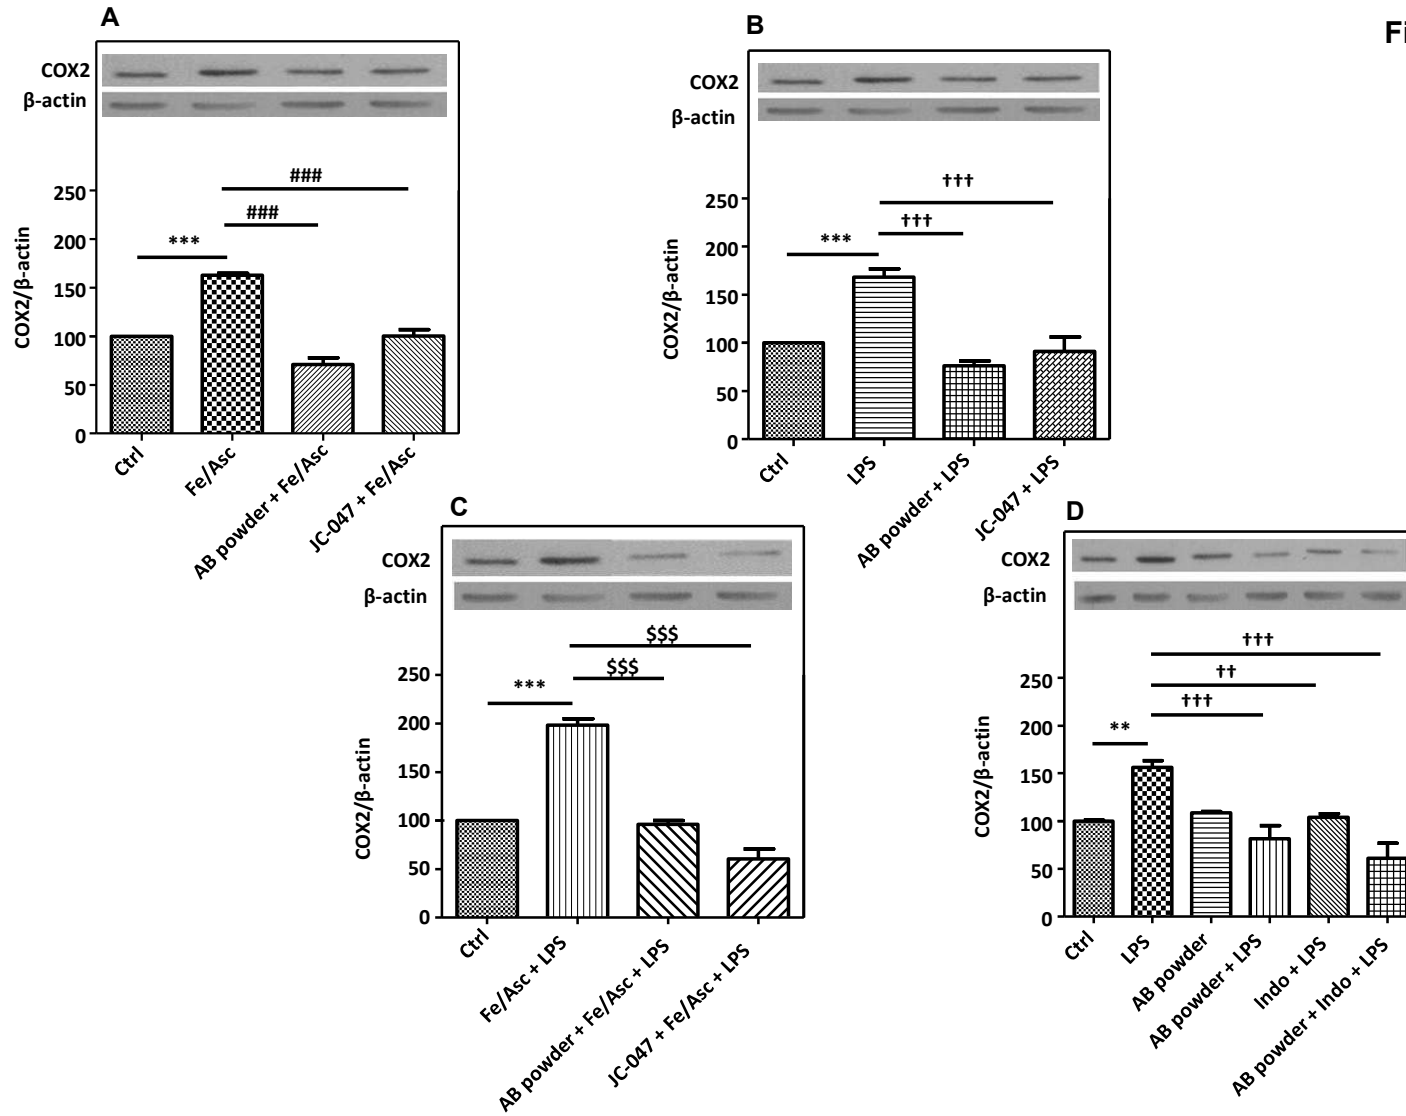 A
COX2
β-actin
###
###
***
250
200
150
100
50
0
COX2/β-actin
Ctrl
Fe/Asc
AB powder + Fe/Asc
JC-047 + Fe/Asc
B
COX2
β-actin
†††
†††
***
250
200
150
100
50
0
COX2/β-actin
Ctrl
LPS
AB powder + LPS
JC-047 + LPS
Fi
C
COX2
β-actin
$$$
$$$
***
250
200
150
100
50
0
COX2/β-actin
Ctrl
Fe/Asc + LPS
AB powder + Fe/Asc + LPS
JC-047 + Fe/Asc + LPS
D
COX2
β-actin
†††
††
†††
**
250
200
150
100
50
0
COX2/β-actin
Ctrl
LPS
AB powder
AB powder + LPS
Indo + LPS
AB powder + Indo + LPS